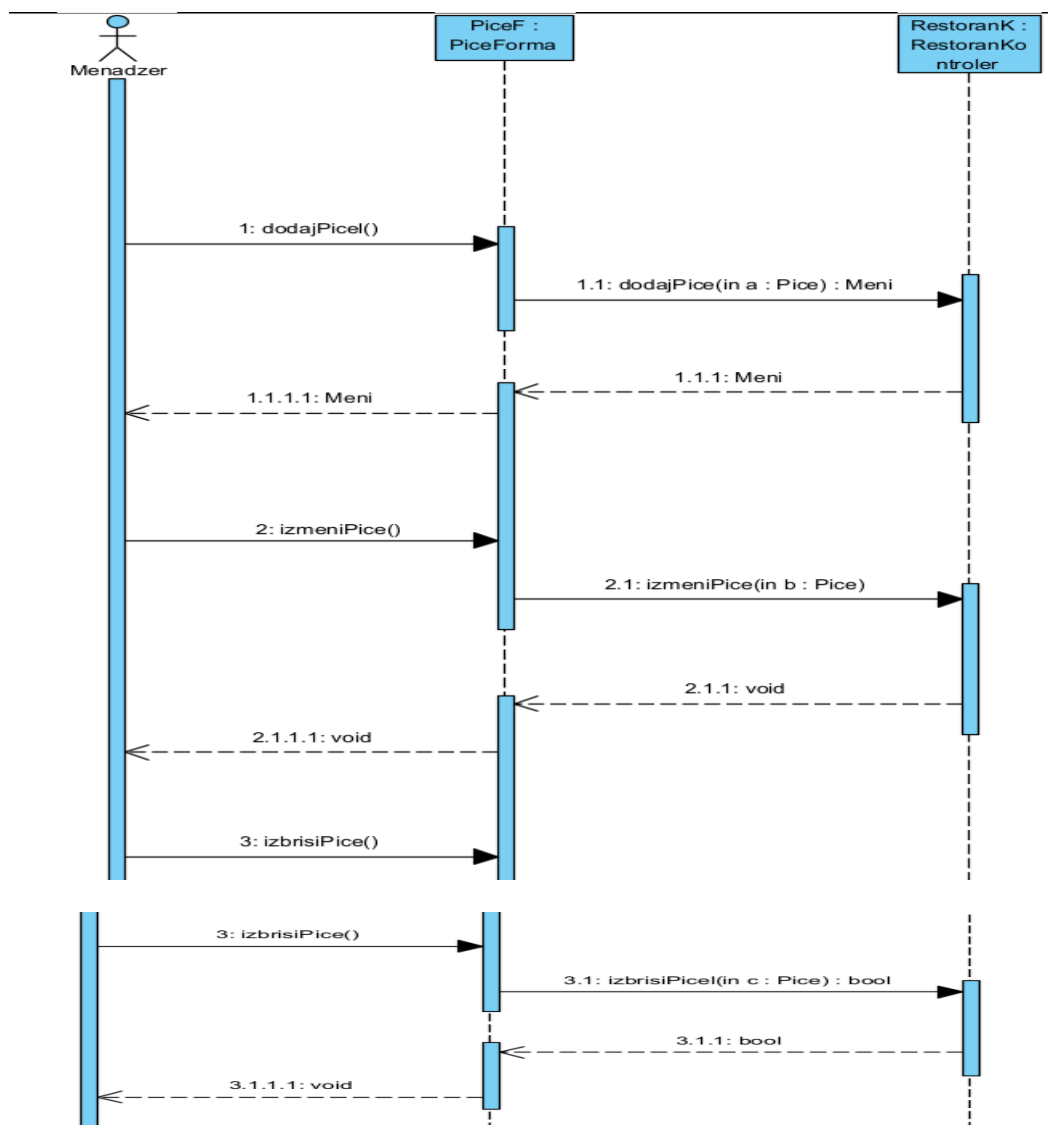 Menadzer
PiceF :
PiceForma
RestoranK :
RestoranKo
ntroler
1: dodajPiceI()
1.1: dodajPice(in a : Pice) : Meni
1.1.1: Meni
1.1.1.1: Meni
2: izmeniPice()
2.1: izmeniPice(in b : Pice)
2.1.1: void
2.1.1.1: void
3: izbrisiPice()
3: izbrisiPice()
3.1: izbrisiPiceI(in c : Pice) : bool
3.1.1: bool
3.1.1.1: void